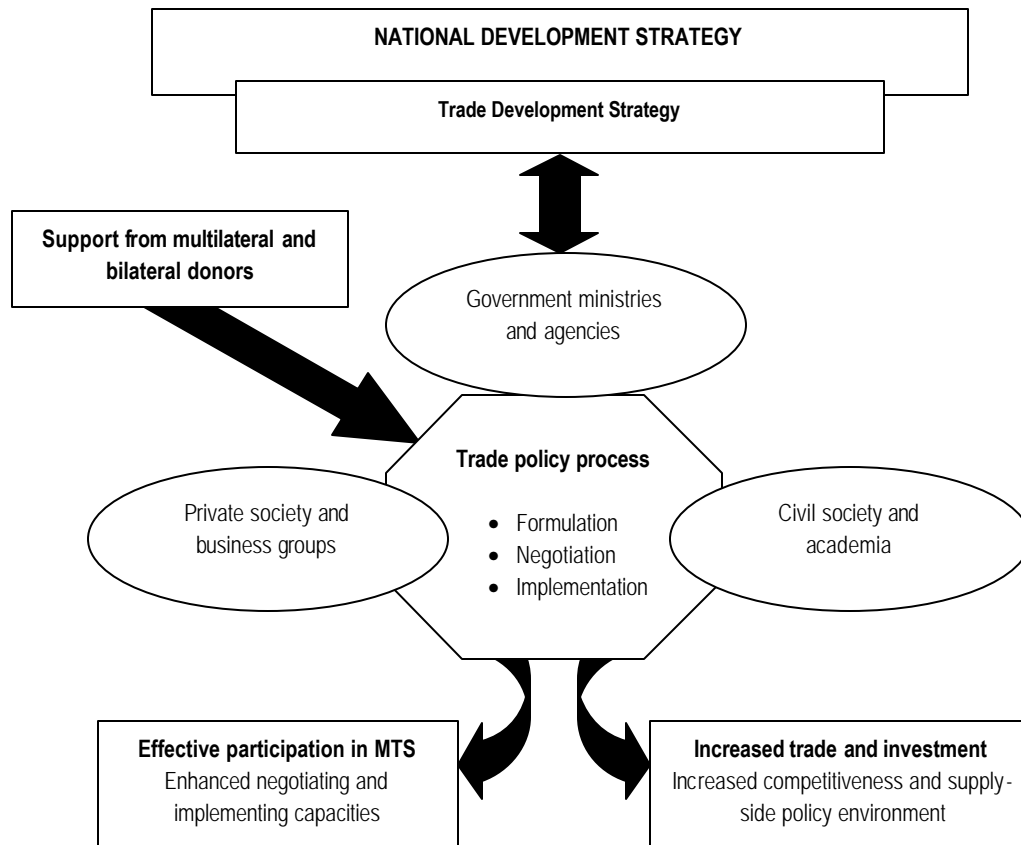 NATIONAL DEVELOPMENT STRATEGY
Trade Development Strategy
Support from multilateral and
bilateral donors
Government ministries
and agencies
Trade policy process
• Formulation
• Negotiation
• Implementation
Private society and
business groups
Civil society and
academia
Effective participation in MTS
Enhanced negotiating and
implementing capacities
Increased trade and investment
Increased competitiveness and supply-
side policy environment